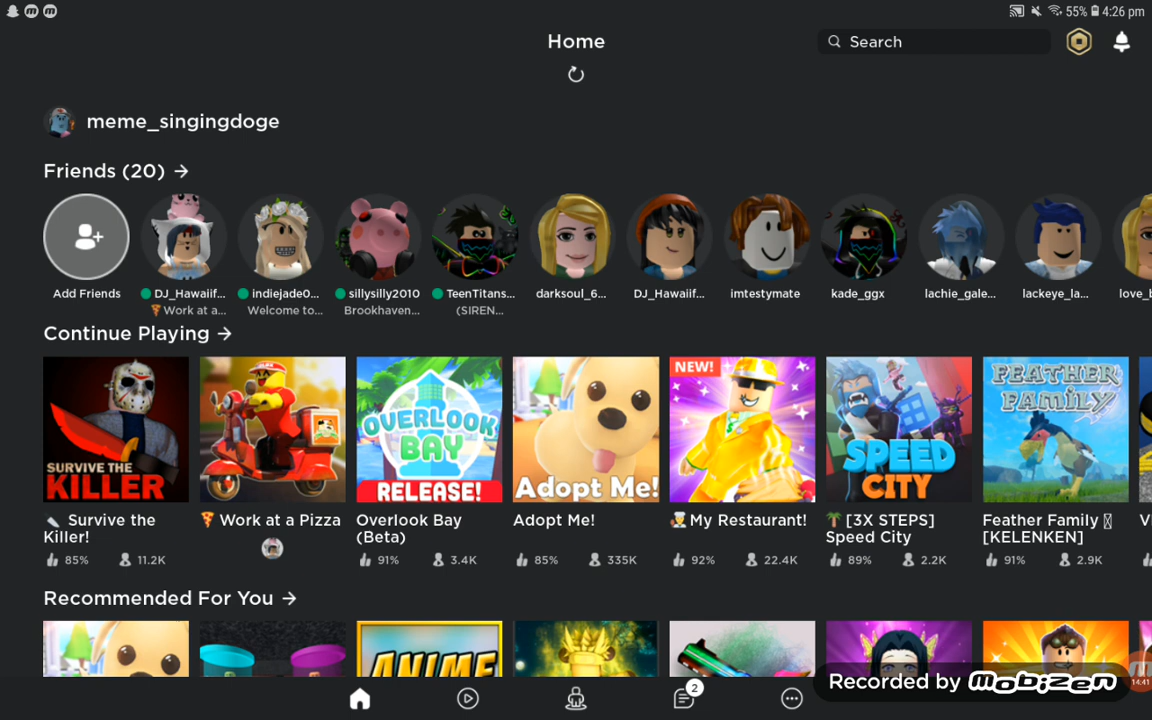 55% 4:26 pm
Home
Search
meme_singingdoge
Friends (20) →
Add Friends
DJ_Hawaiif...
indiejade0...
sillysilly2010
TeenTitans...
darksoul_6...
DJ_Hawaiif...
imtestymate
kade_ggx
lachie_gale...
lackeye_la...
love_b
🍕Work at a...
Welcome to...
Brookhaven...
(SIREN...
Continue Playing →
SURVIVE THE
KILLER
OVERLOOK
BAY
RELEASE!
Adopt Me!
NEW!
SPEED
CITY
FEATHER
FAMILY
🔪 Survive the
Killer!
🍕 Work at a Pizza
Overlook Bay
(Beta)
Adopt Me!
👨‍🍳My Restaurant!
🌴[3X STEPS]
Speed City
Feather Family
[KELENKEN]
85% 11.2K
91% 3.4K
85% 335K
92% 22.4K
89% 2.2K
91% 2.9K
Recommended For You →
ANIME
Recorded by mobizen
14:41
2